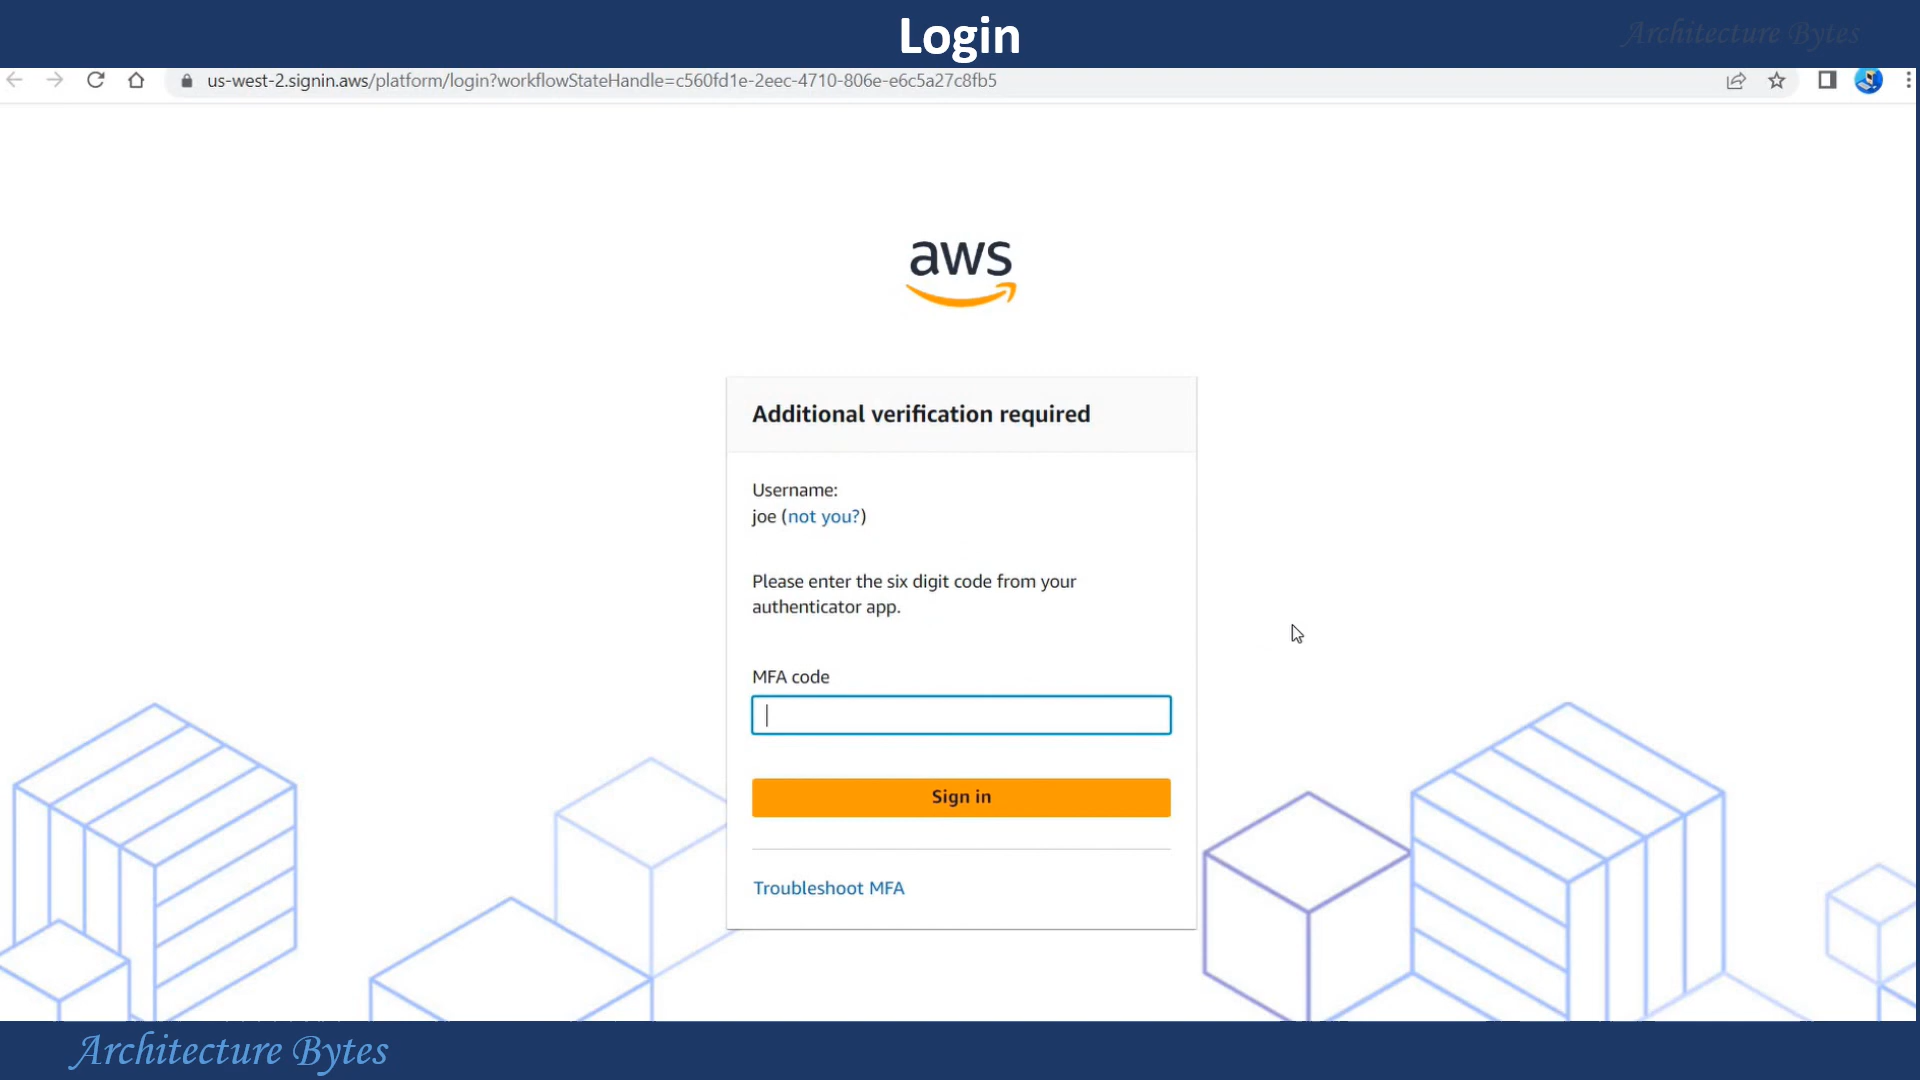 Login
Architecture Bytes
us-west-2.signin.aws/platform/login?workflowStateHandle=c560fd1e-2eec-4710-806e-e6c5a27c8fb5
aws
Additional verification required
Username:
joe (not you?)
Please enter the six digit code from your
authenticator app.
MFA code
Sign in
Troubleshoot MFA
Architecture Bytes